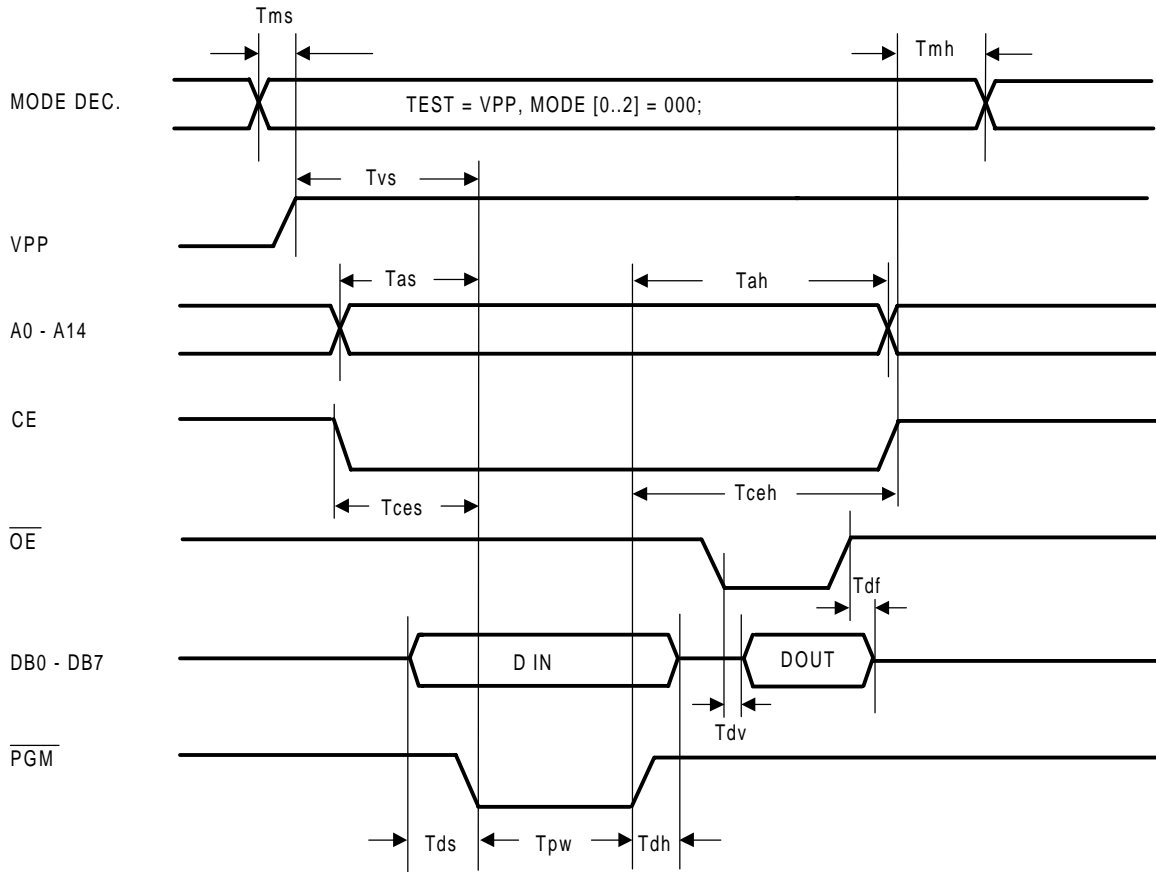 Tms
Tmh
MODE DEC.
TEST = VPP, MODE [0..2] = 000;
Tvs
VPP
Tas
Tah
A0 - A14
CE
Tces
Tceh
OE
Tdf
DB0 - DB7
D IN
DOUT
Tdv
PGM
Tds
Tpw
Tdh